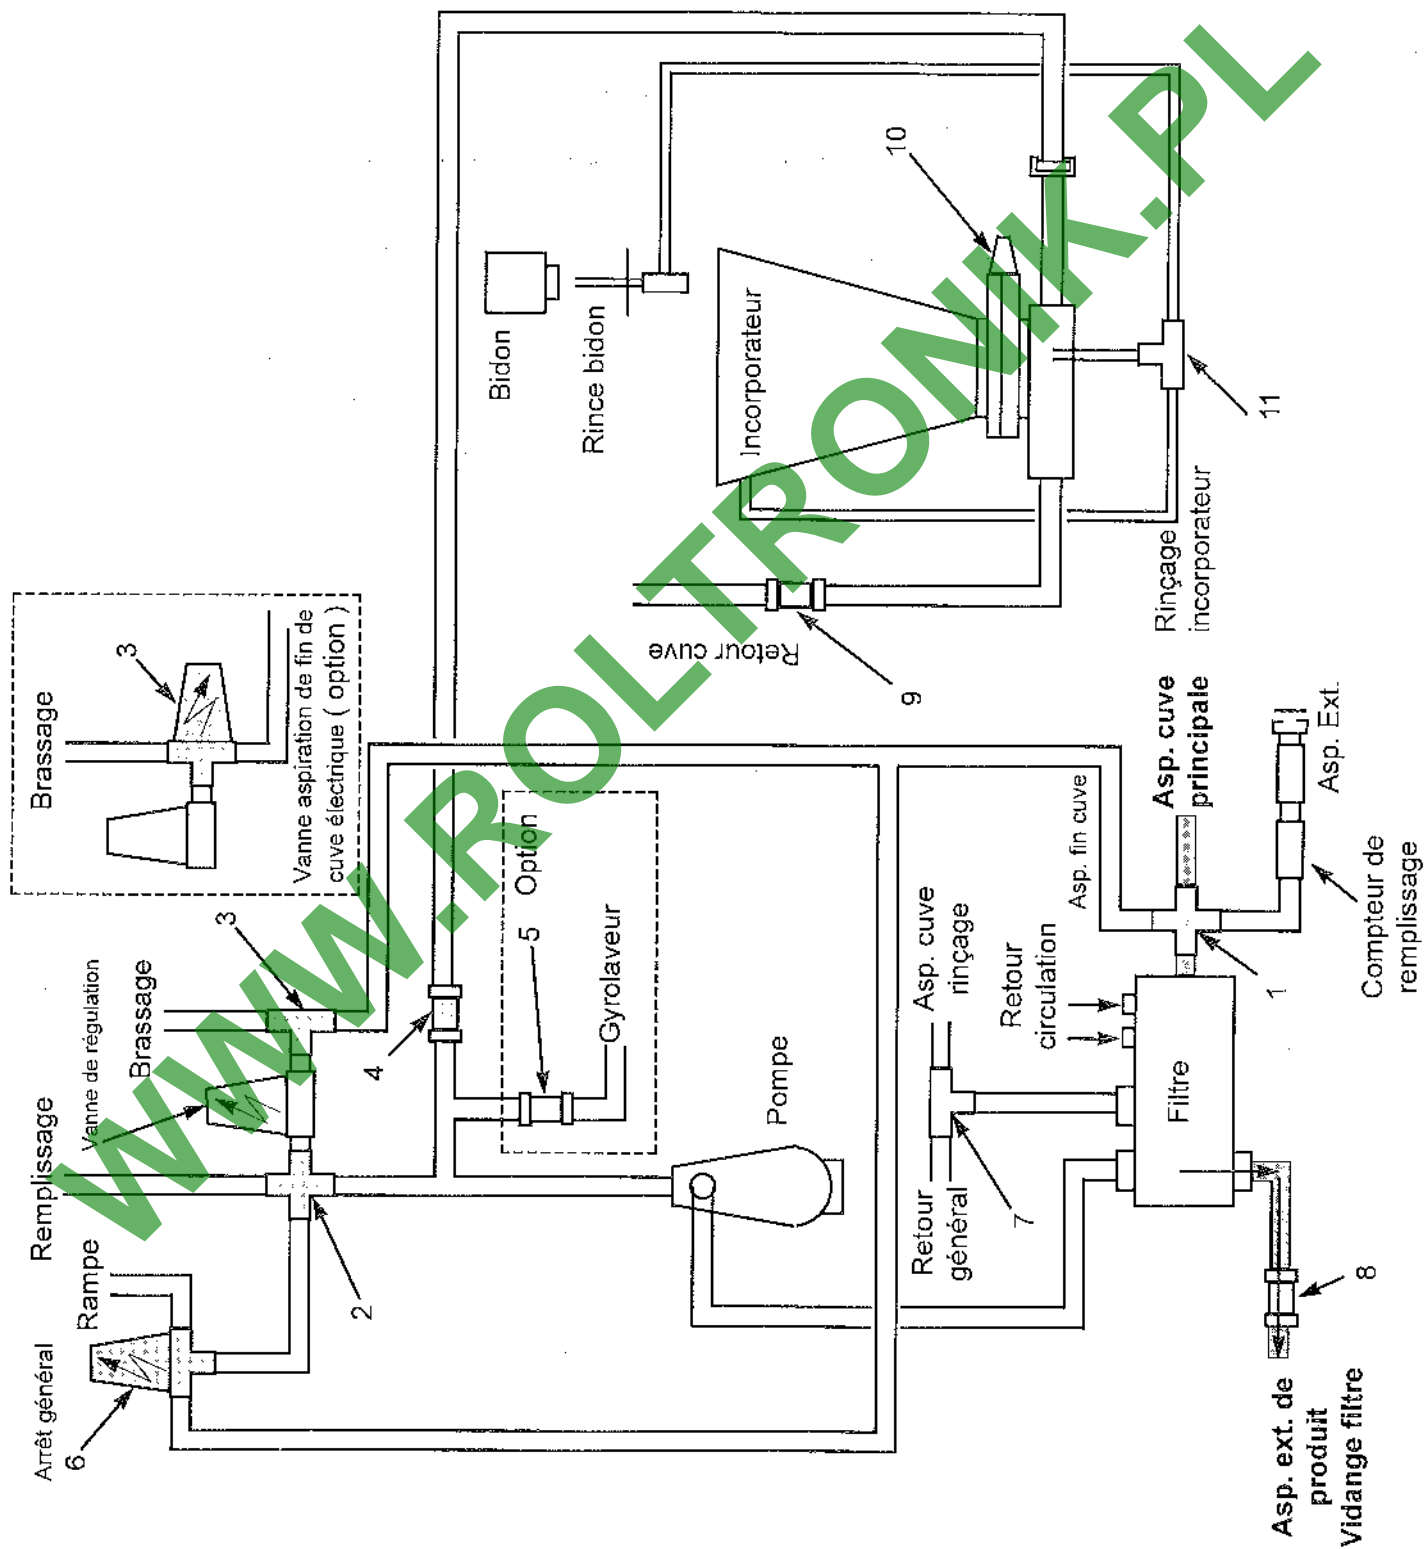 Arrêt général
6
Rampe
Remplissage
Vanne de régulation
Brassage
3
2
4
Brassage
3
Vanne aspiration de fin de
cuve électrique ( option )
Option
5
Gyrolaveur
Pompe
Bidon
Rince bidon
Incorporateur
10
11
Rinçage
incorporateur
Retour cuve
9
Asp. cuve
principale
Asp. fin cuve
Asp. Ext.
Compteur de
remplissage
1
Asp. cuve
rinçage
Retour
circulation
Retour
général
7
Filtre
8
Asp. ext. de
produit
Vidange filtre
WWW.ROLTRONIK.PL